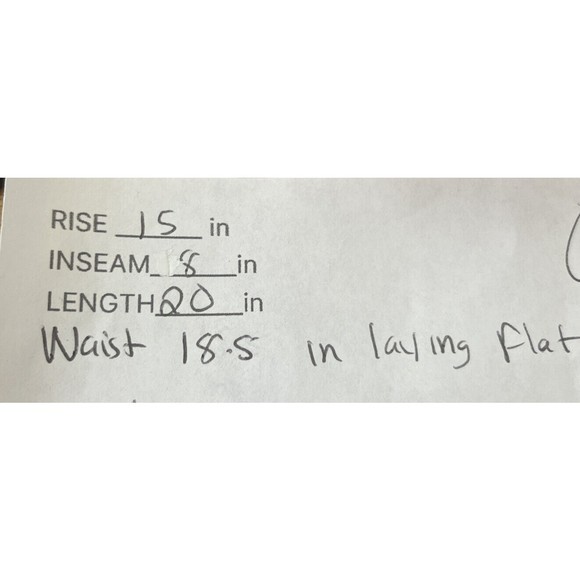 RISE 15 in
INSEAM 8 in
LENGTH 20 in
Waist 18.5 in laying flat